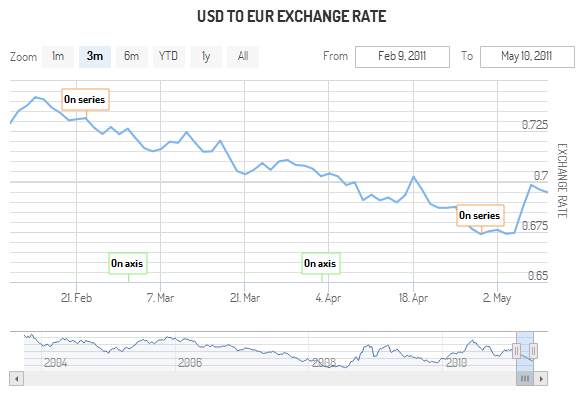 USD TO EUR EXCHANGE RATE
Zoom 1m 3m 6m YTD 1y All From Feb 9, 2011 To May 10, 2011
On series
0.725
0.7
On series
0.675
On axis On axis
0.65
EXCHANGE RATE
21. Feb 7. Mar 21. Mar 4. Apr 18. Apr 2. May
2004 2006 2008 2010